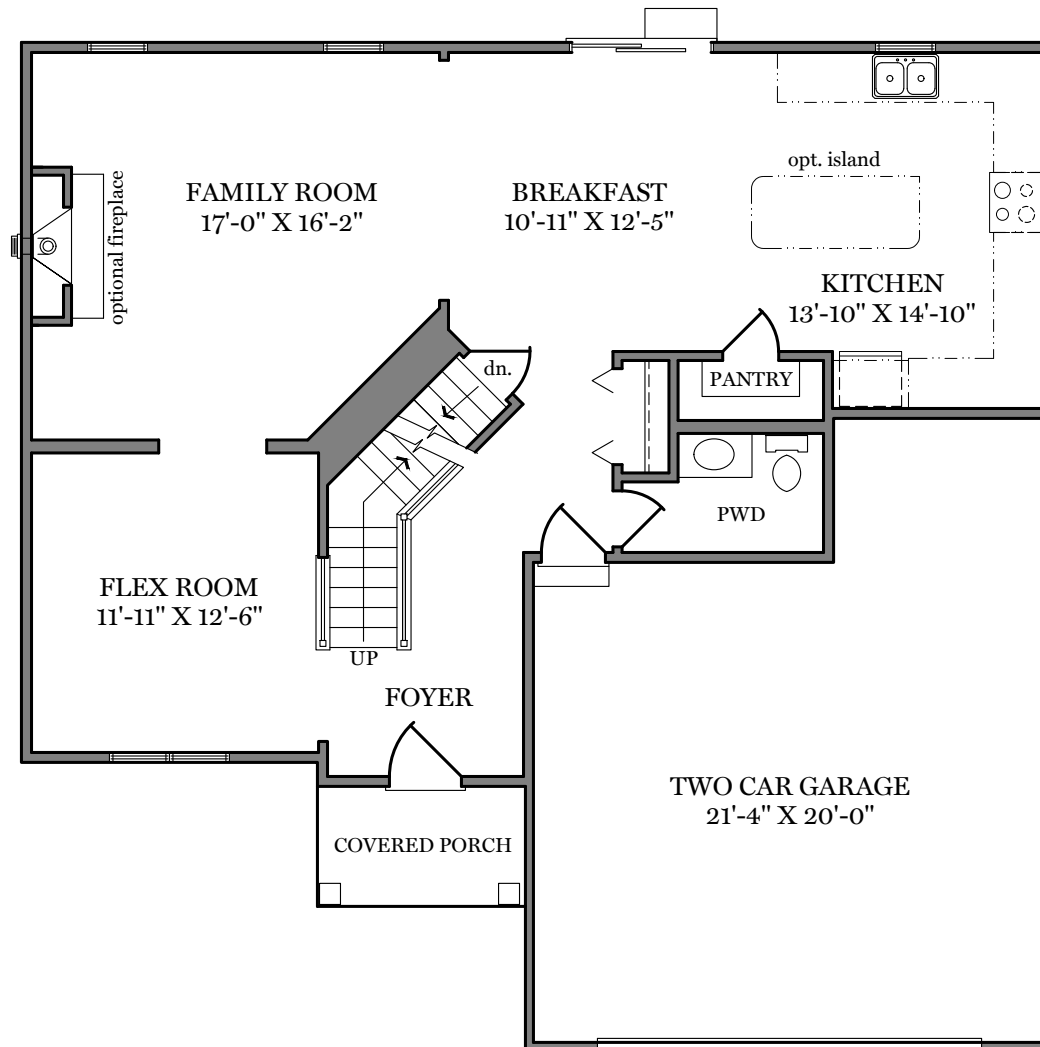 opt. island
FAMILY ROOM
17'-0" X 16'-2"
BREAKFAST
10'-11" X 12'-5"
optional fireplace
KITCHEN
13'-10" X 14'-10"
dn.
PANTRY
PWD
FLEX ROOM
11'-11" X 12'-6"
UP
FOYER
TWO CAR GARAGE
21'-4" X 20'-0"
COVERED PORCH